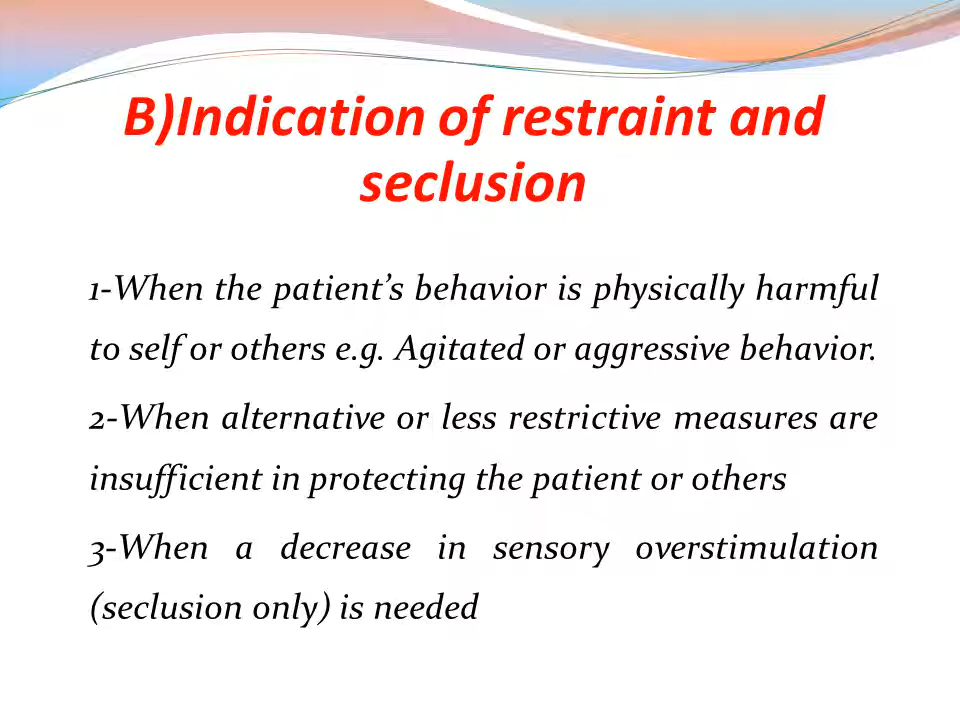 B)Indication of restraint and
seclusion
1-When the patient’s behavior is physically harmful
to self or others e.g. Agitated or aggressive behavior.
2-When alternative or less restrictive measures are
insufficient in protecting the patient or others
3-When a decrease in sensory overstimulation
(seclusion only) is needed